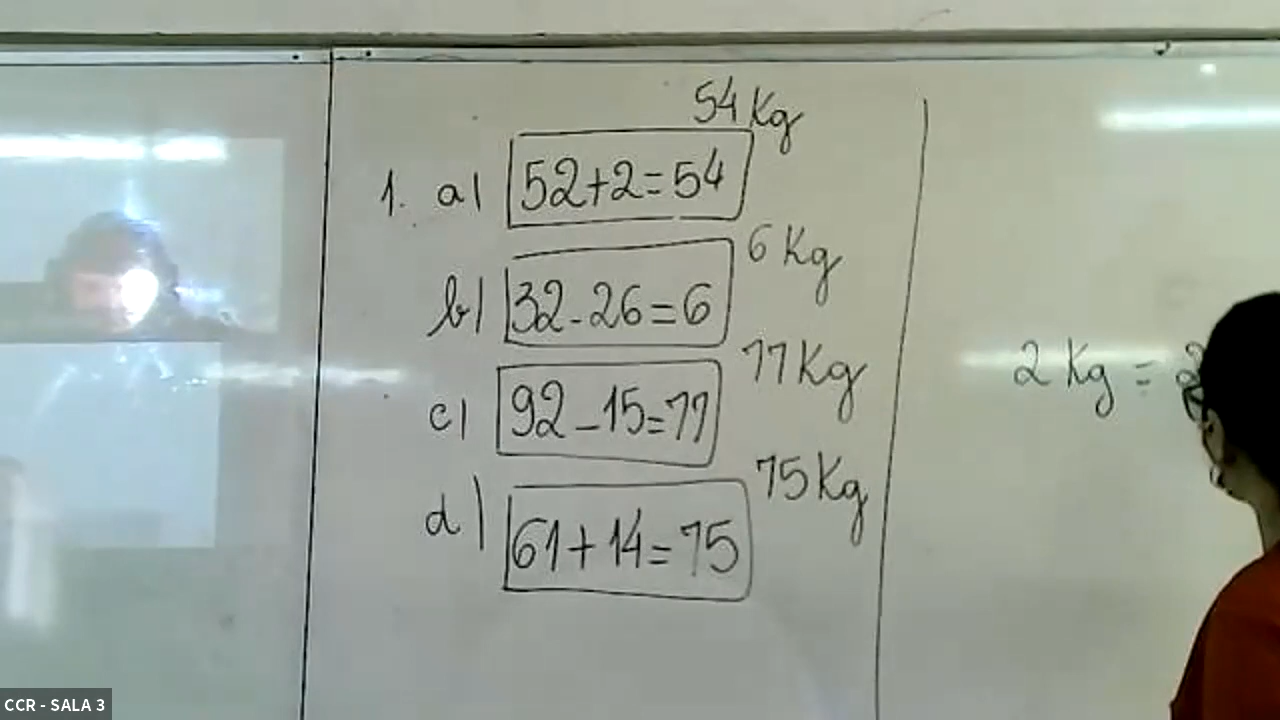 54 Kg
1. a) 52+2=54
6 Kg
b) 32-26=6
77 Kg
c) 92-15=77
75 Kg
d) 61+14=75
2 Kg = 2
CCR - SALA 3